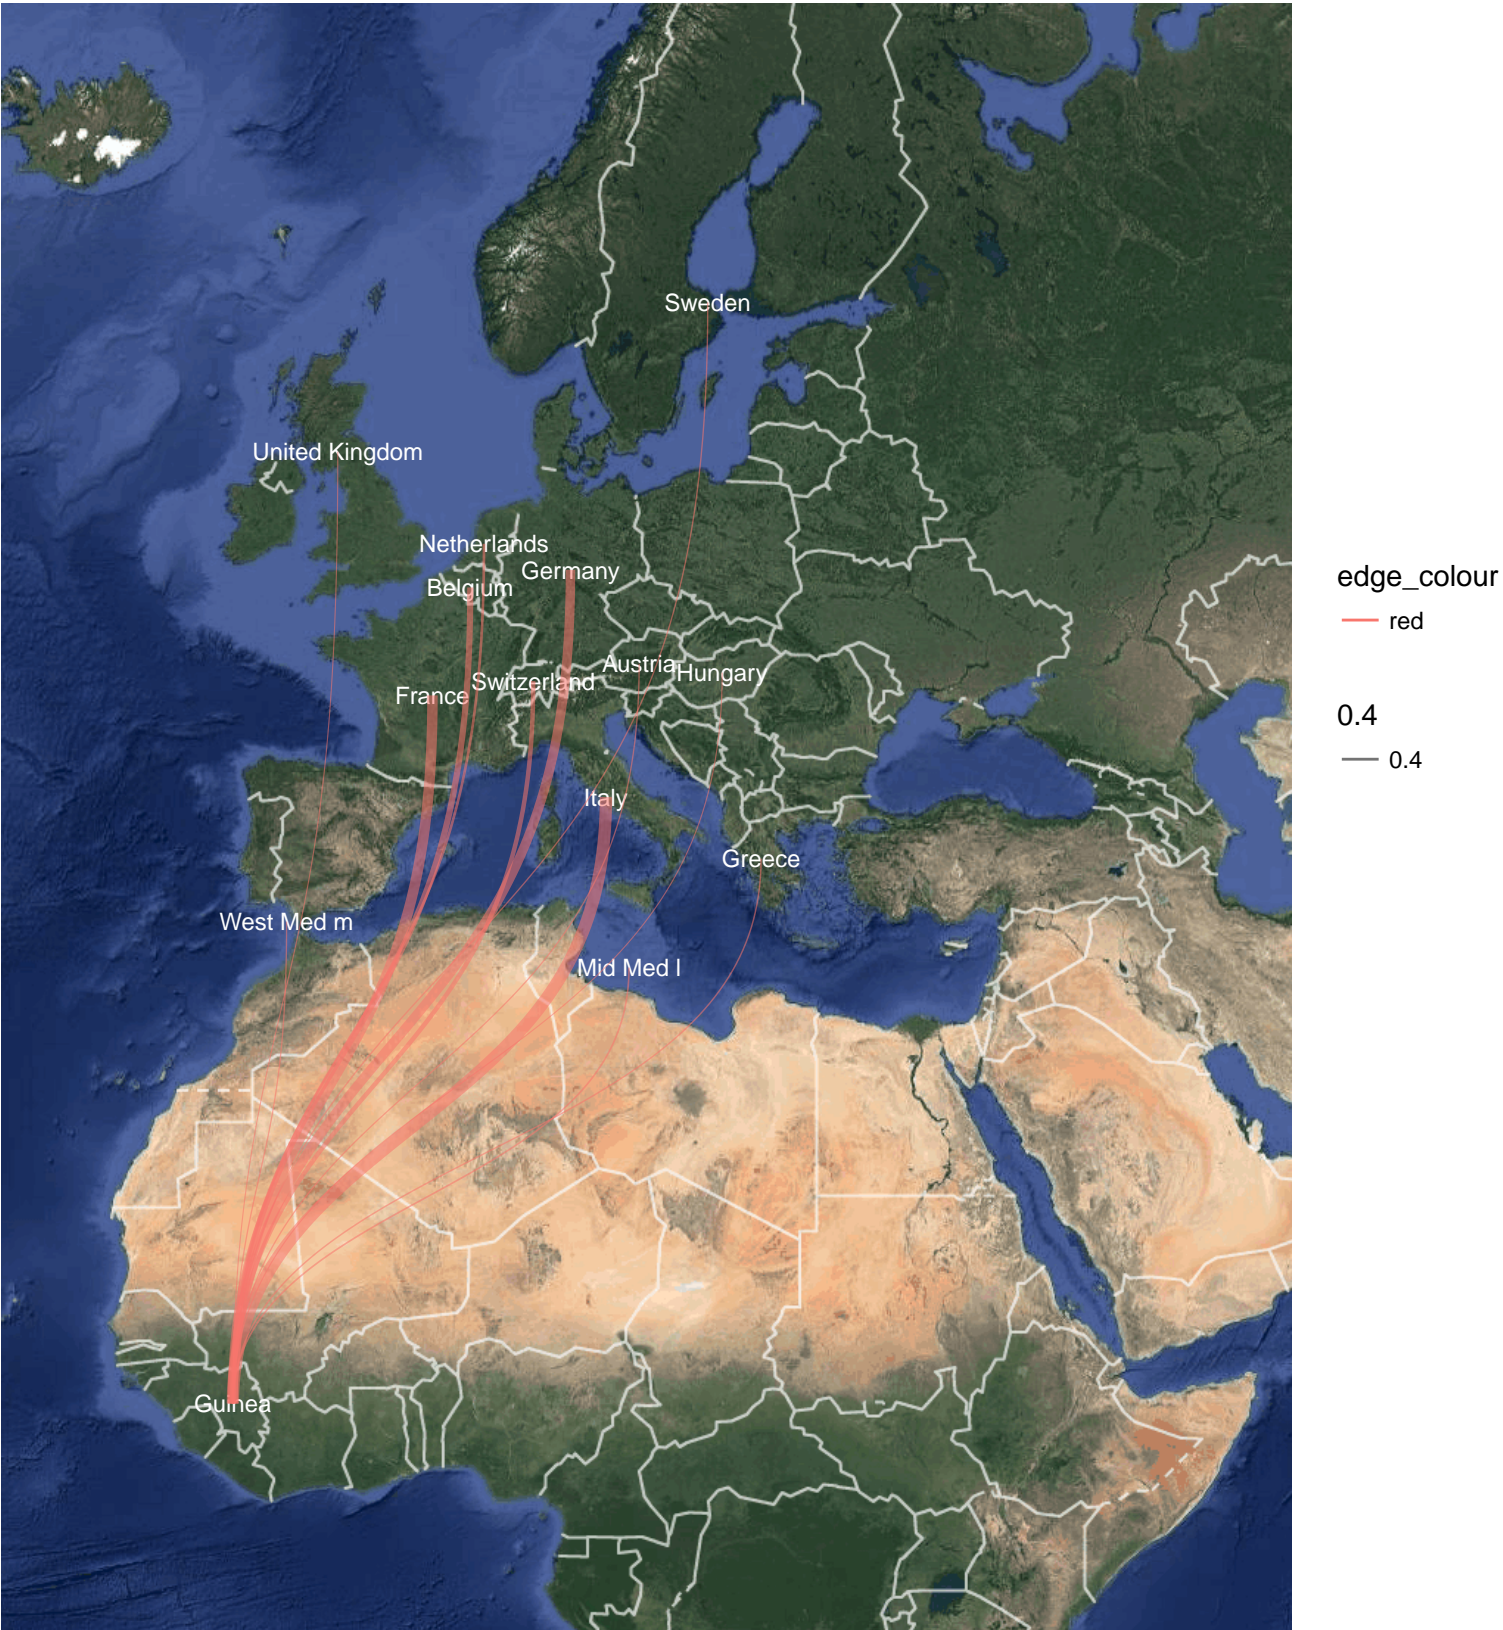 Sweden
United Kingdom
Netherlands
Germany
Belgium
Austria
Hungary
Switzerland
France
Italy
Greece
West Med m
Mid Med l
Guinea
edge_colour
red
0.4
0.4